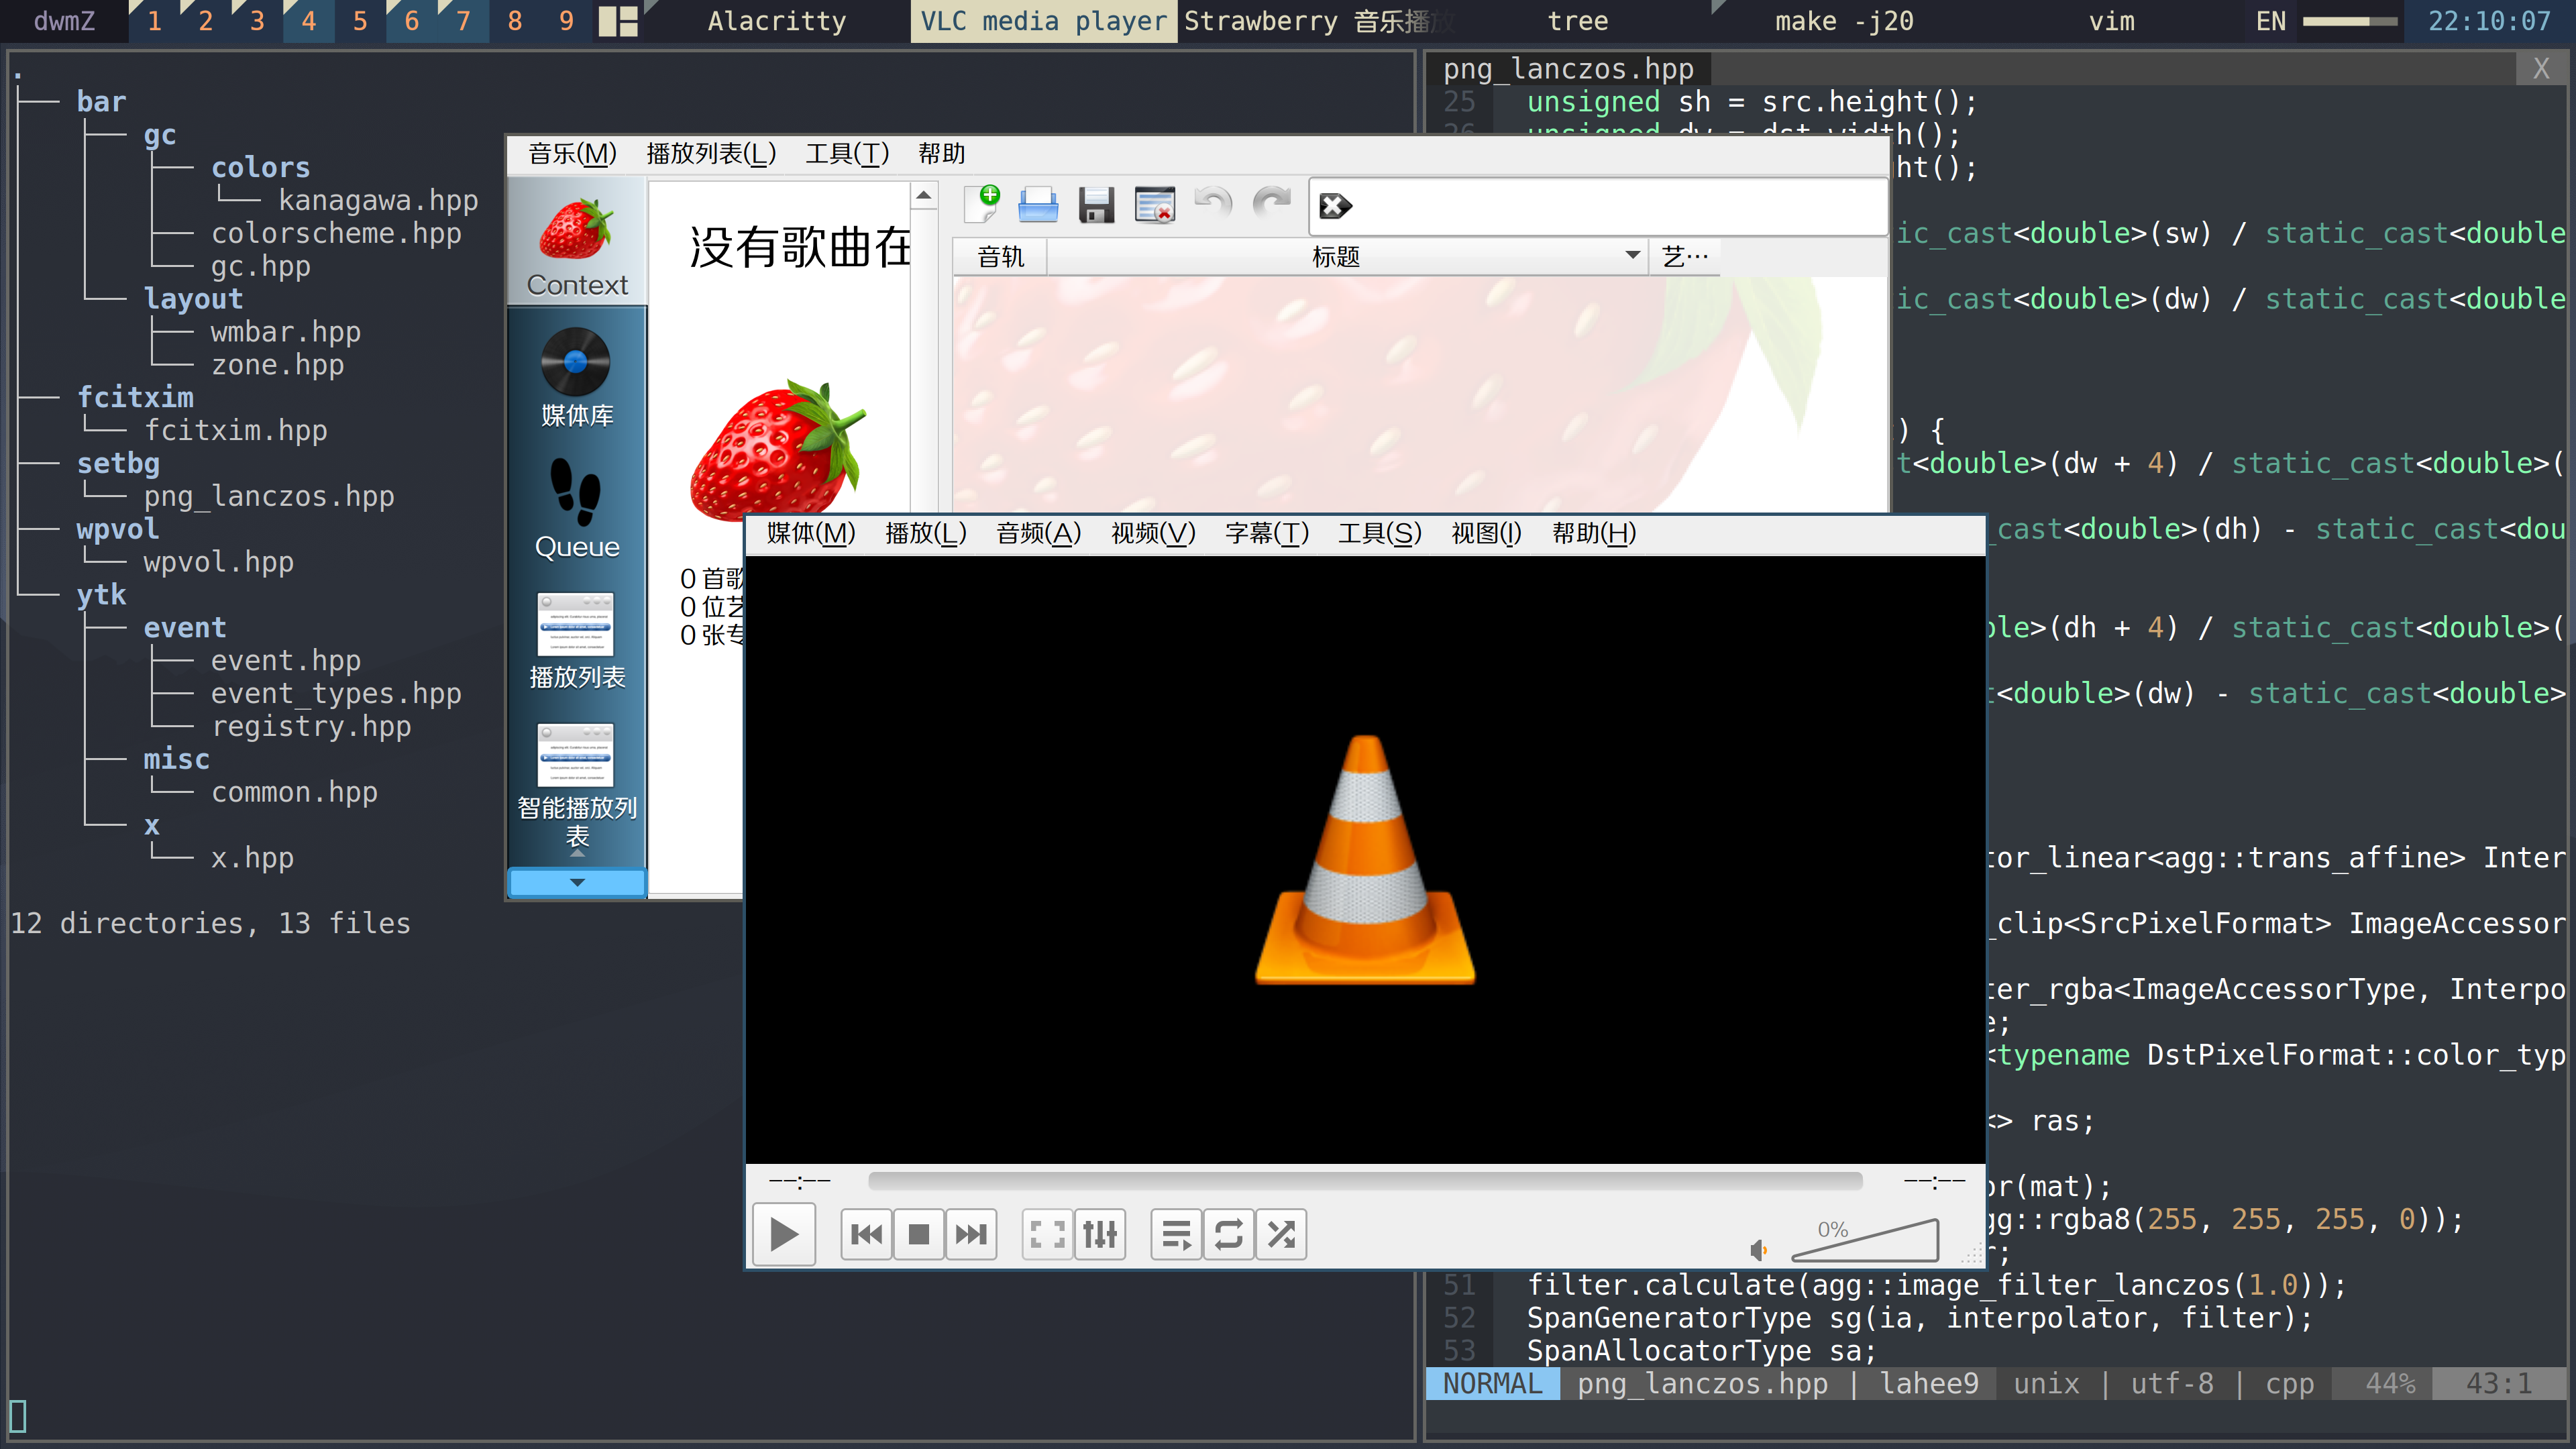 dwmZ 1 2 3 4 5 6 7 8 9 Alacritty VLC media player Strawberry 音乐播放 tree make -j20 vim EN 22:10:07
.
├── bar
│   ├── gc
│   │   ├── colors
│   │   │   └── kanagawa.hpp
│   │   ├── colorscheme.hpp
│   │   └── gc.hpp
│   └── layout
│       ├── wmbar.hpp
│       └── zone.hpp
├── fcitxim
│   └── fcitxim.hpp
├── setbg
│   └── png_lanczos.hpp
├── wpvol
│   └── wpvol.hpp
└── ytk
    ├── event
    │   ├── event.hpp
    │   ├── event_types.hpp
    │   └── registry.hpp
    ├── misc
    │   └── common.hpp
    └── x
        └── x.hpp
12 directories, 13 files
音乐(M) 播放列表(L) 工具(T) 帮助
Context
媒体库
Queue
播放列表
智能播放列
表
没有歌曲在
0 首歌
0 位艺
0 张专
音轨 标题 艺…
媒体(M) 播放(L) 音频(A) 视频(V) 字幕(T) 工具(S) 视图(I) 帮助(H)
--:-- --:--
0%
png_lanczos.hpp X
25 unsigned sh = src.height();
26 unsigned dw = dst.width();
ht();
ic_cast<double>(sw) / static_cast<double
ic_cast<double>(dw) / static_cast<double
) {
t<double>(dw + 4) / static_cast<double>(
_cast<double>(dh) - static_cast<dou
ble>(dh + 4) / static_cast<double>(
t<double>(dw) - static_cast<double>
tor_linear<agg::trans_affine> Inter
_clip<SrcPixelFormat> ImageAccessor
ter_rgba<ImageAccessorType, Interpo
e;
<typename DstPixelFormat::color_typ
<> ras;
or(mat);
gg::rgba8(255, 255, 255, 0));
r;
51 filter.calculate(agg::image_filter_lanczos(1.0));
52 SpanGeneratorType sg(ia, interpolator, filter);
53 SpanAllocatorType sa;
NORMAL png_lanczos.hpp | lahee9 unix | utf-8 | cpp 44% 43:1